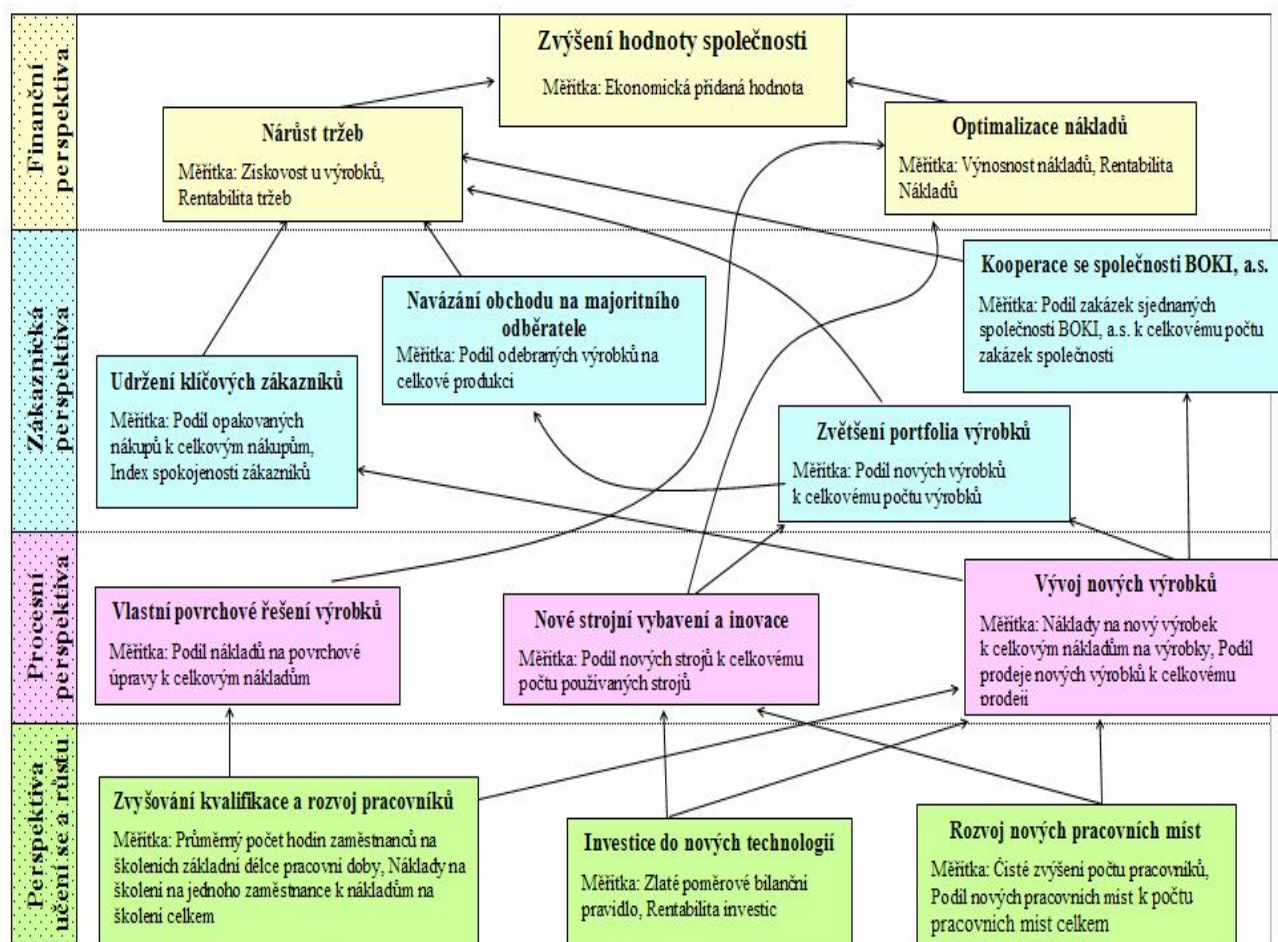 Finanční
perspektiva
Zvýšení hodnoty společnosti
Měřítka: Ekonomická přidaná hodnota
Nárůst tržeb
Měřítka: Ziskovost u výrobků,
Rentabilita tržeb
Optimalizace nákladů
Měřítka: Výnosnost nákladů, Rentabilita
Nákladů
Zákaznická
perspektiva
Kooperace se společnosti BOKI, a.s.
Měřítka: Podíl zakázek sjednaných
společnosti BOKI, a.s. k celkovému počtu
zakázek společnosti
Navázání obchodu na majoritního
odběratele
Měřítka: Podíl odebraných výrobků na
celkové produkci
Udržení klíčových zákazníků
Měřítka: Podíl opakovaných
nákupů k celkovým nákupům,
Index spokojenosti zákazníků
Zvětšení portfolia výrobků
Měřítka: Podíl nových výrobků
k celkovému počtu výrobků
Procesní
perspektiva
Vlastní povrchové řešení výrobků
Měřítka: Podíl nákladů na povrchové
úpravy k celkovým nákladům
Nové strojní vybavení a inovace
Měřítka: Podíl nových strojů k celkovému
počtu používaných strojů
Vývoj nových výrobků
Měřítka: Náklady na nový výrobek
k celkovým nákladům na výrobky, Podíl
prodeje nových výrobků k celkovému
prodeji
Perspektiva
učení se a růstu
Zvyšování kvalifikace a rozvoj pracovníků
Měřítka: Průměrný počet hodin zaměstnanců na
školeních základní délce pracovní doby, Náklady na
školení na jednoho zaměstnance k nákladům na
školení celkem
Investice do nových technologií
Měřítka: Zlaté poměrové bilanční
pravidlo, Rentabilita investic
Rozvoj nových pracovních míst
Měřítka: Čisté zvýšení počtu pracovníků,
Podíl nových pracovních míst k počtu
pracovních míst celkem